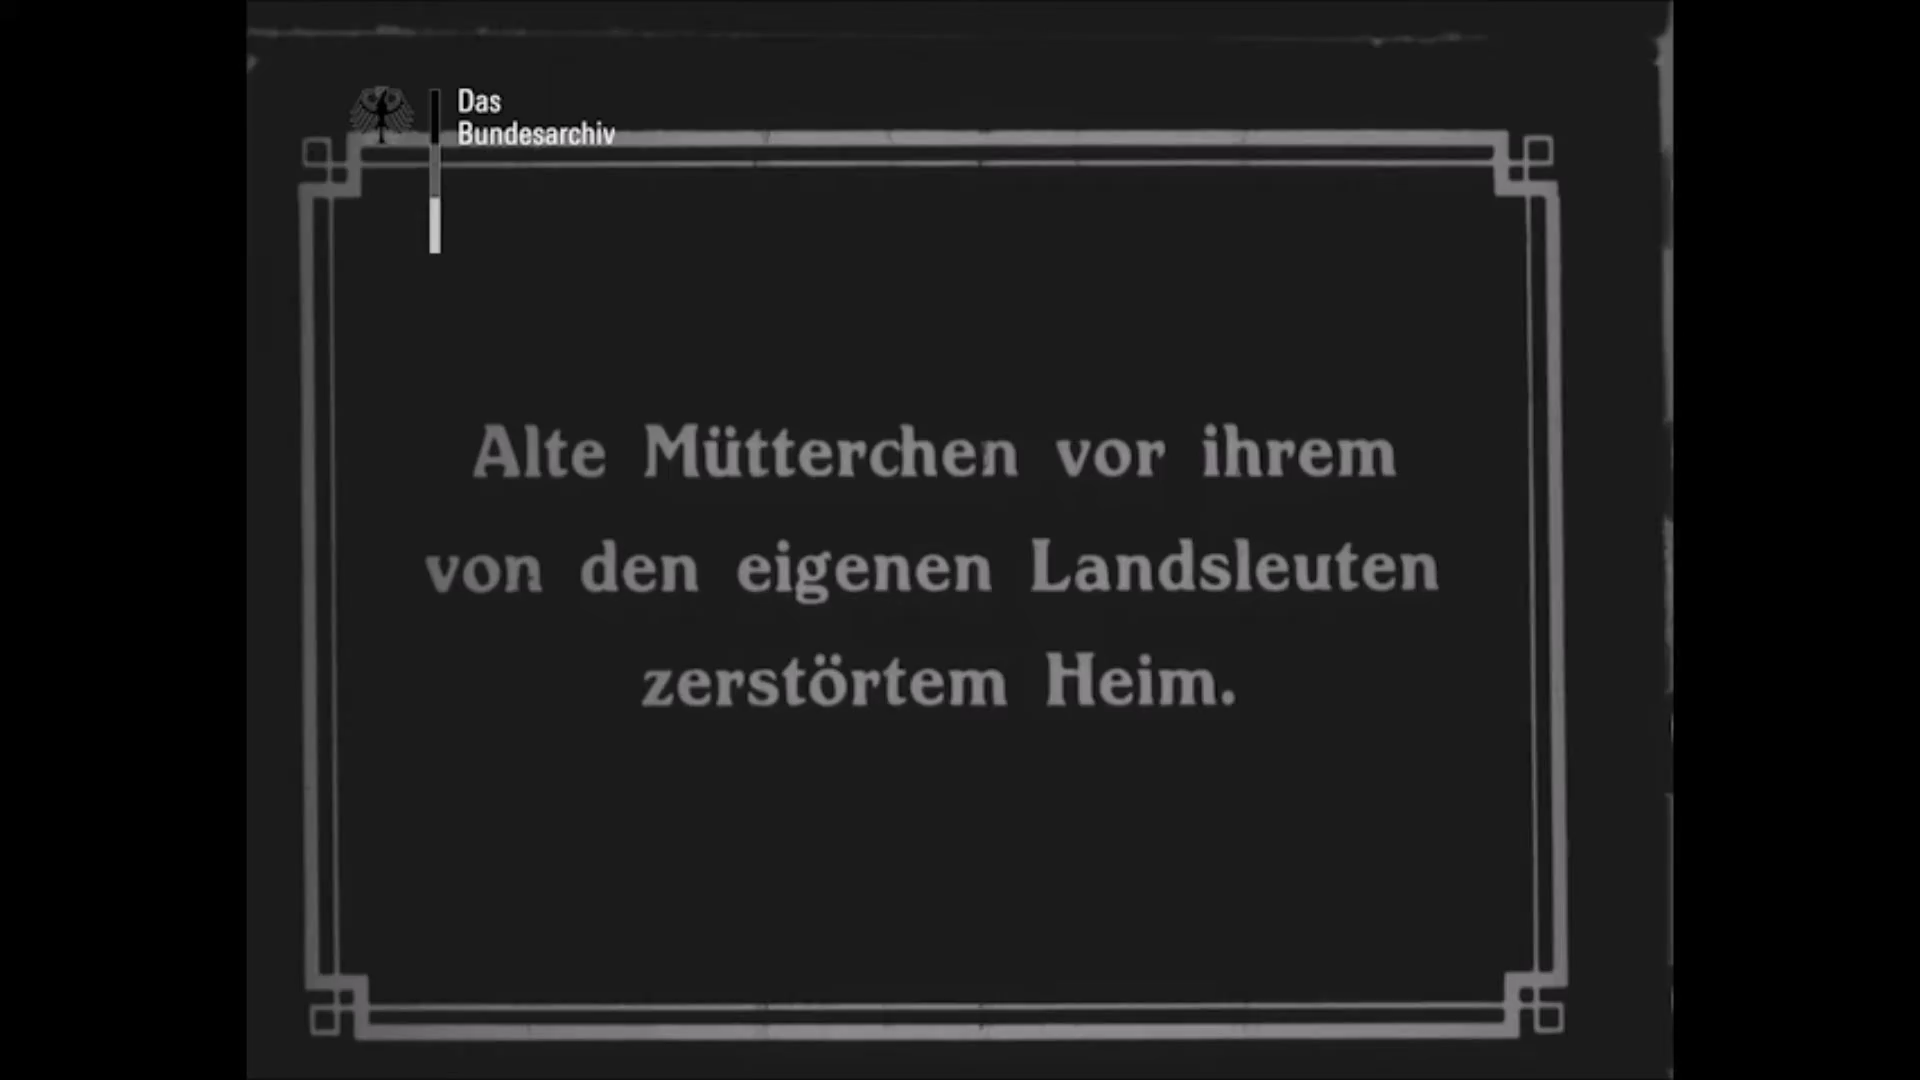 Das
Bundesarchiv
Alte Mütterchen vor ihrem
von den eigenen Landsleuten
zerstörtem Heim.